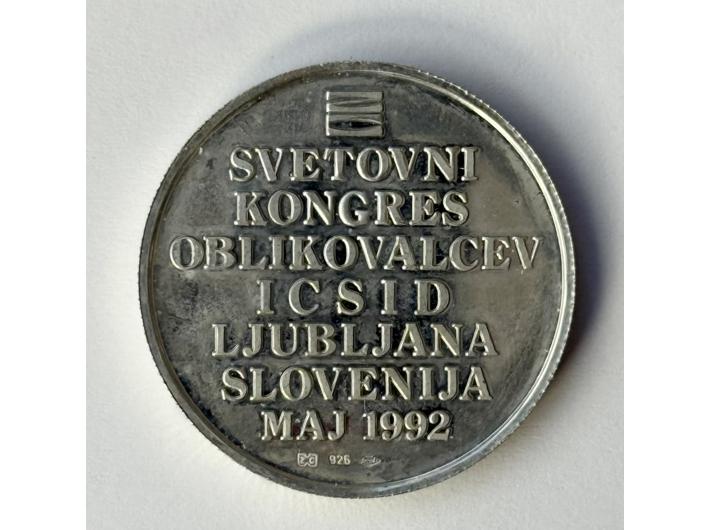 SVETOVNI
KONGRES
OBLIKOVALCEV
ICSID
LJUBLJANA
SLOVENIJA
MAJ 1992
925